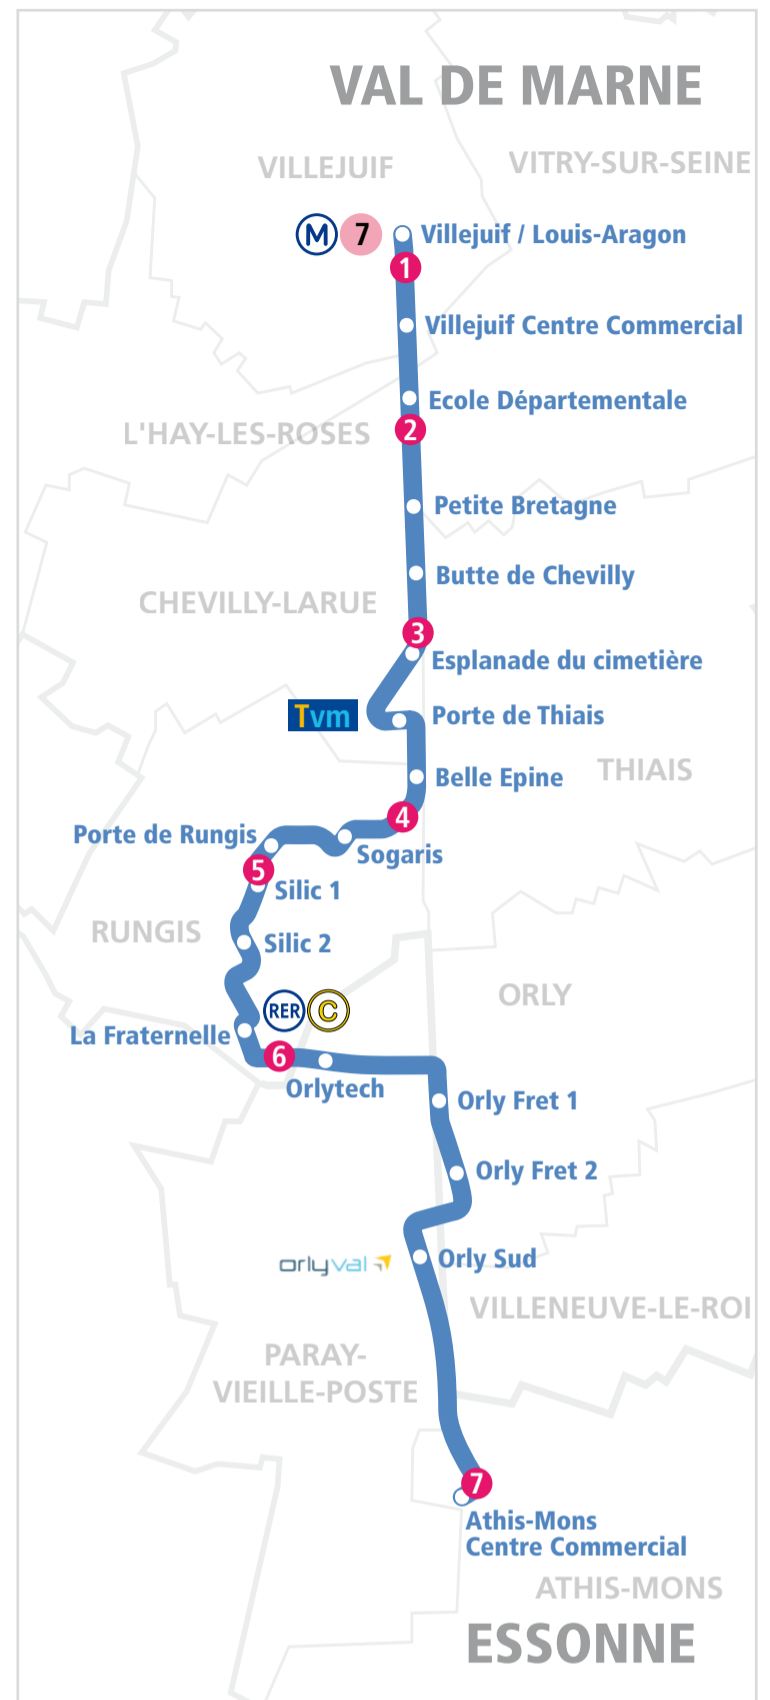 VAL DE MARNE
VILLEJUIF
VITRY-SUR-SEINE
M 7 Villejuif / Louis-Aragon
1
Villejuif Centre Commercial
Ecole Départementale
2
L'HAY-LES-ROSES
Petite Bretagne
Butte de Chevilly
CHEVILLY-LARUE
3
Esplanade du cimetière
Tvm Porte de Thiais
THIAIS
Belle Epine
4
Porte de Rungis
Sogaris
5
Silic 1
RUNGIS
Silic 2
ORLY
RER C
La Fraternelle
6
Orlytech
Orly Fret 1
Orly Fret 2
orlyval Orly Sud
VILLENEUVE-LE-ROI
PARAY-
VIEILLE-POSTE
7
Athis-Mons
Centre Commercial
ATHIS-MONS
ESSONNE